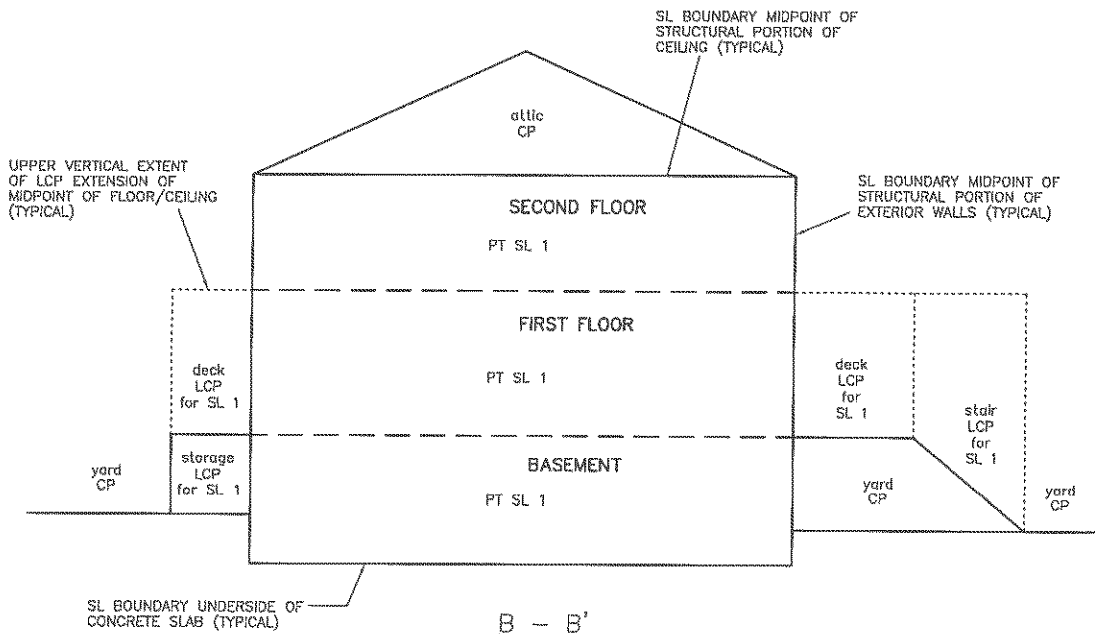 SL BOUNDARY MIDPOINT OF
STRUCTURAL PORTION OF
CEILING (TYPICAL)
attic
CP
UPPER VERTICAL EXTENT
OF LCP EXTENSION OF
MIDPOINT OF FLOOR/CEILING
(TYPICAL)
SL BOUNDARY MIDPOINT OF
STRUCTURAL PORTION OF
EXTERIOR WALLS (TYPICAL)
SECOND FLOOR
PT SL 1
FIRST FLOOR
PT SL 1
deck
LCP
for SL 1
deck
LCP
for
SL 1
stair
LCP
for
SL 1
BASEMENT
PT SL 1
yard
CP
storage
LCP
for SL 1
yard
CP
yard
CP
SL BOUNDARY UNDERSIDE OF
CONCRETE SLAB (TYPICAL)
B - B'